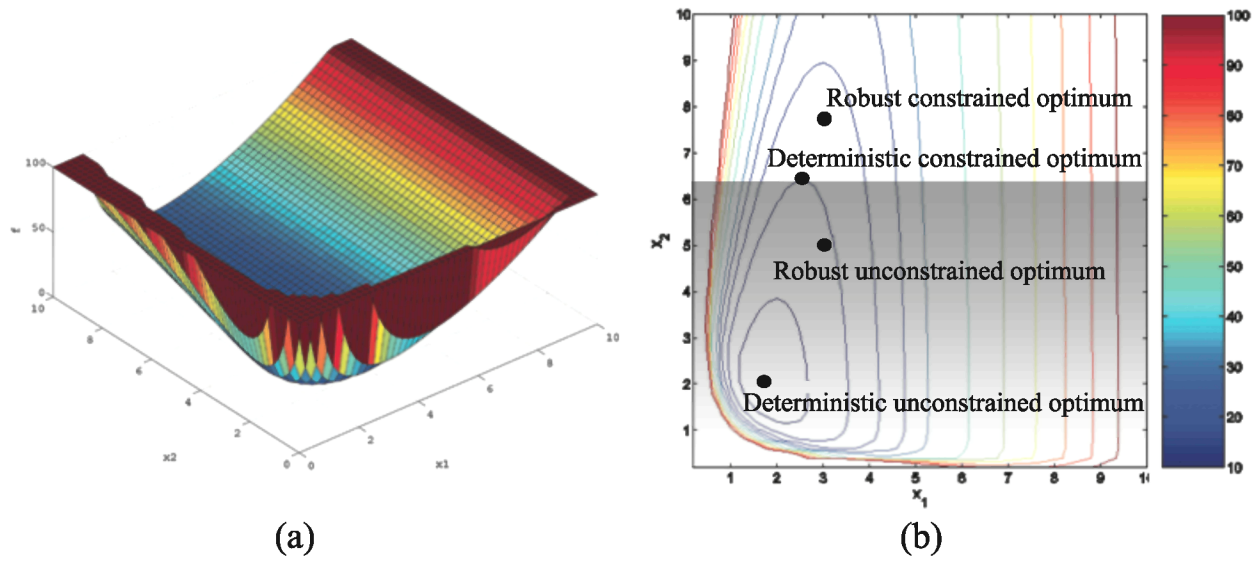 100
50
0
f
10
8
6
4
2
0
x2
0
2
4
6
8
10
x1
(a)
10
9
8
7
6
5
4
3
2
1
x2
Robust constrained optimum
Deterministic constrained optimum
Robust unconstrained optimum
Deterministic unconstrained optimum
1 2 3 4 5 6 7 8 9
x1
100
90
80
70
60
50
40
30
20
10
(b)